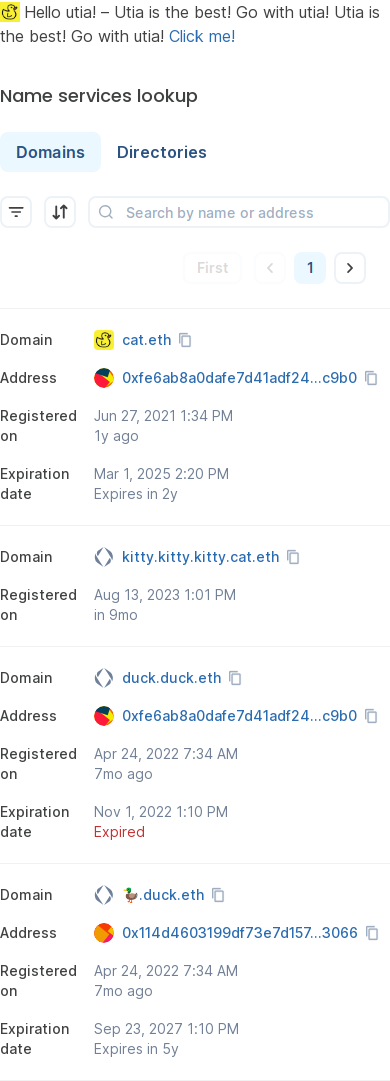 Hello utia! – Utia is the best! Go with utia! Utia is
the best! Go with utia! Click me!
Name services lookup
Domains Directories
Search by name or address
First 1
Domain cat.eth
Address 0xfe6ab8a0dafe7d41adf24...c9b0
Registered on Jun 27, 2021 1:34 PM
1y ago
Expiration date Mar 1, 2025 2:20 PM
Expires in 2y
Domain kitty.kitty.kitty.cat.eth
Registered on Aug 13, 2023 1:01 PM
in 9mo
Domain duck.duck.eth
Address 0xfe6ab8a0dafe7d41adf24...c9b0
Registered on Apr 24, 2022 7:34 AM
7mo ago
Expiration date Nov 1, 2022 1:10 PM
Expired
Domain 🦆.duck.eth
Address 0x114d4603199df73e7d157...3066
Registered on Apr 24, 2022 7:34 AM
7mo ago
Expiration date Sep 23, 2027 1:10 PM
Expires in 5y